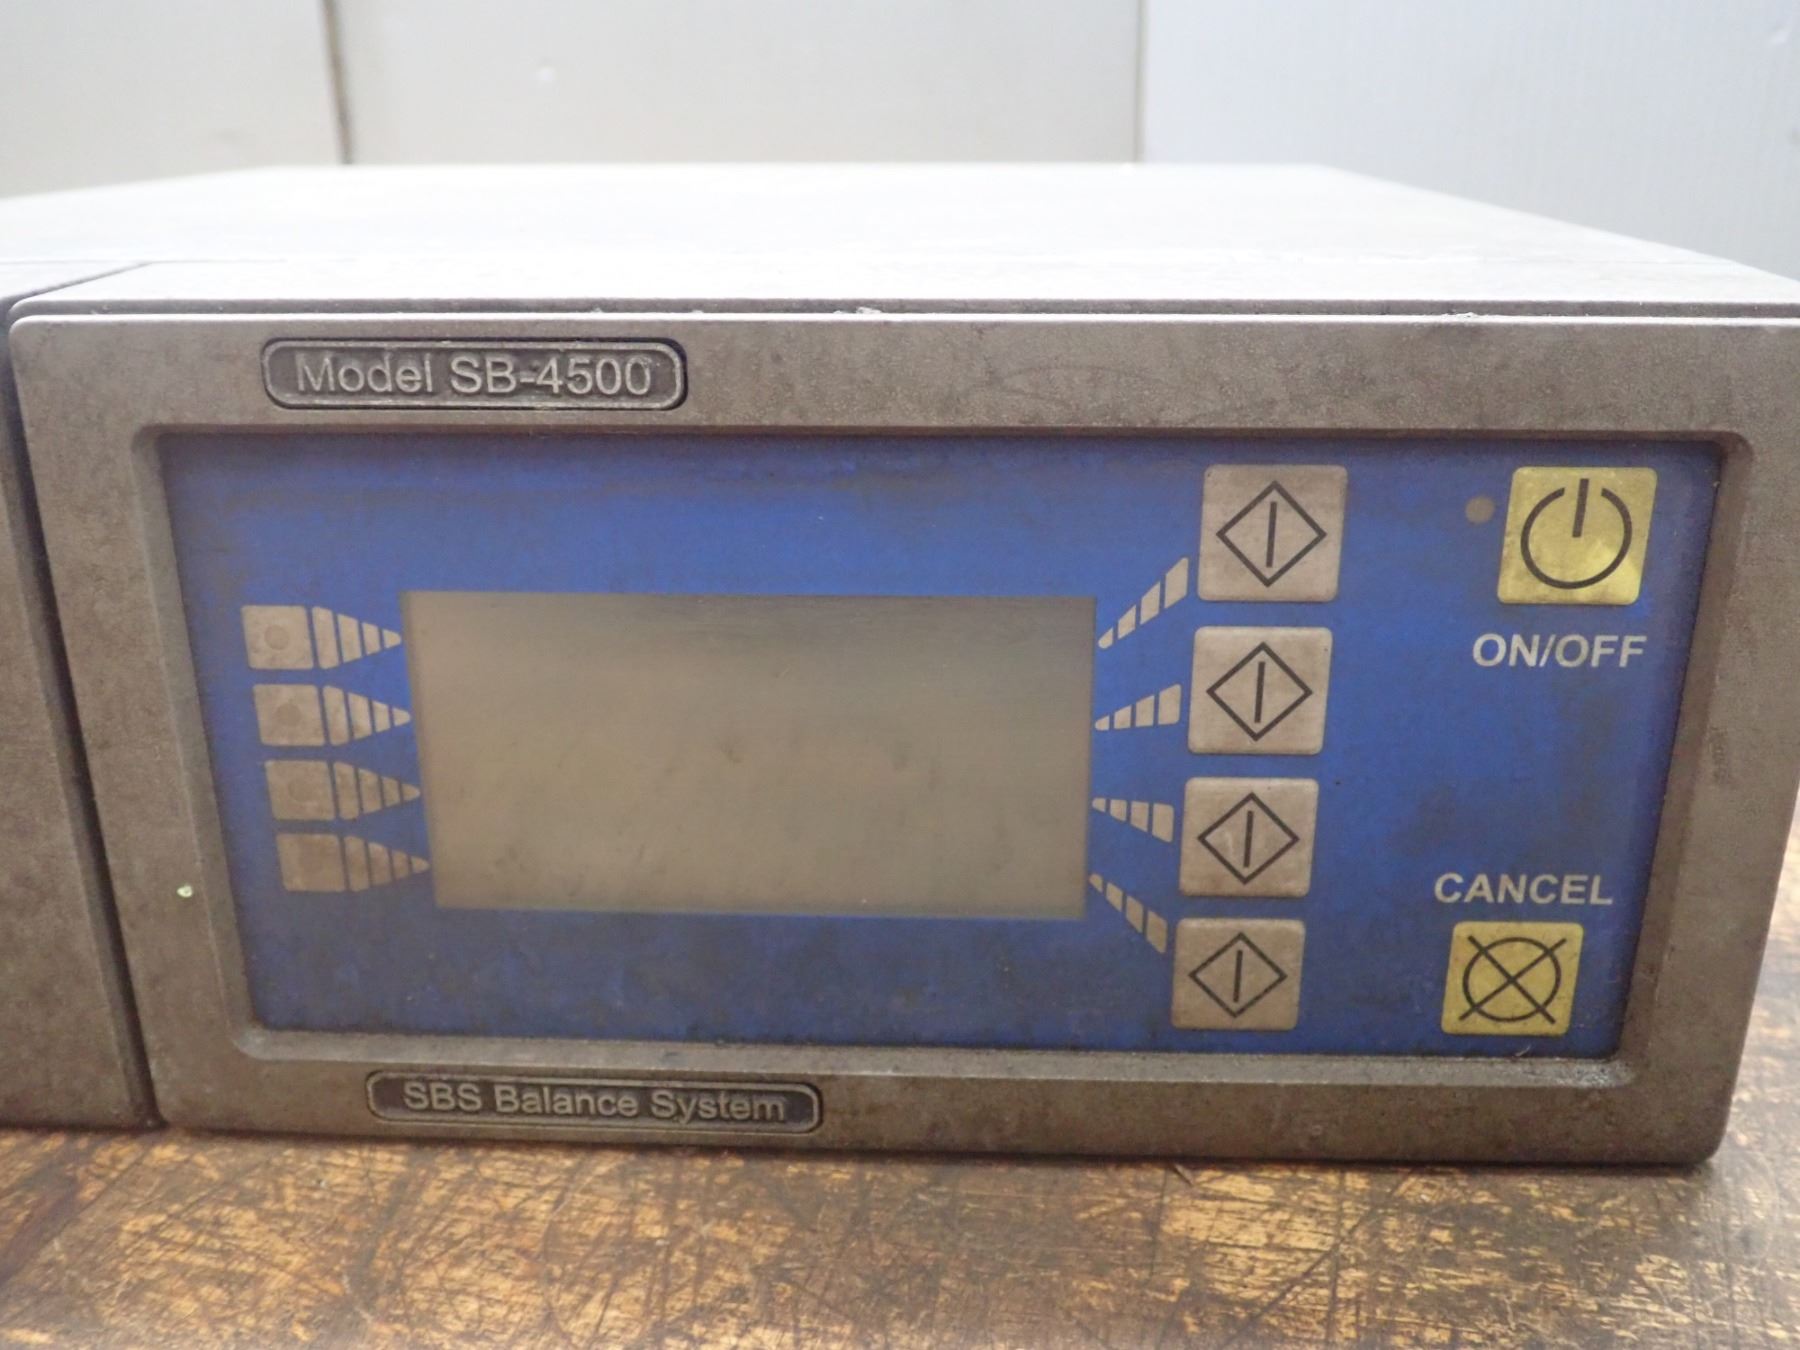 Model SB-4500
ON/OFF
CANCEL
SBS Balance System